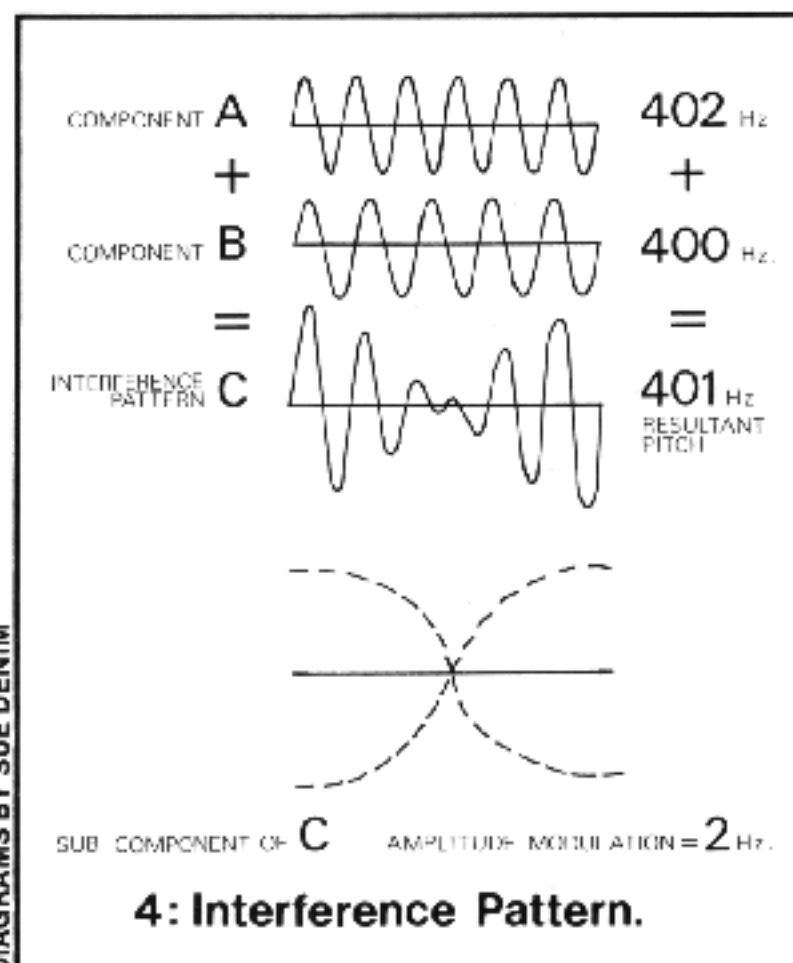 COMPONENT A 402 Hz
+ +
COMPONENT B 400 Hz.
= =
INTERFERENCE
PATTERN C 401 Hz
RESULTANT
PITCH
SUB COMPONENT OF C AMPLITUDE MODULATION = 2 Hz.
4: Interference Pattern.
DIAGRAMS BY SUE DENIM